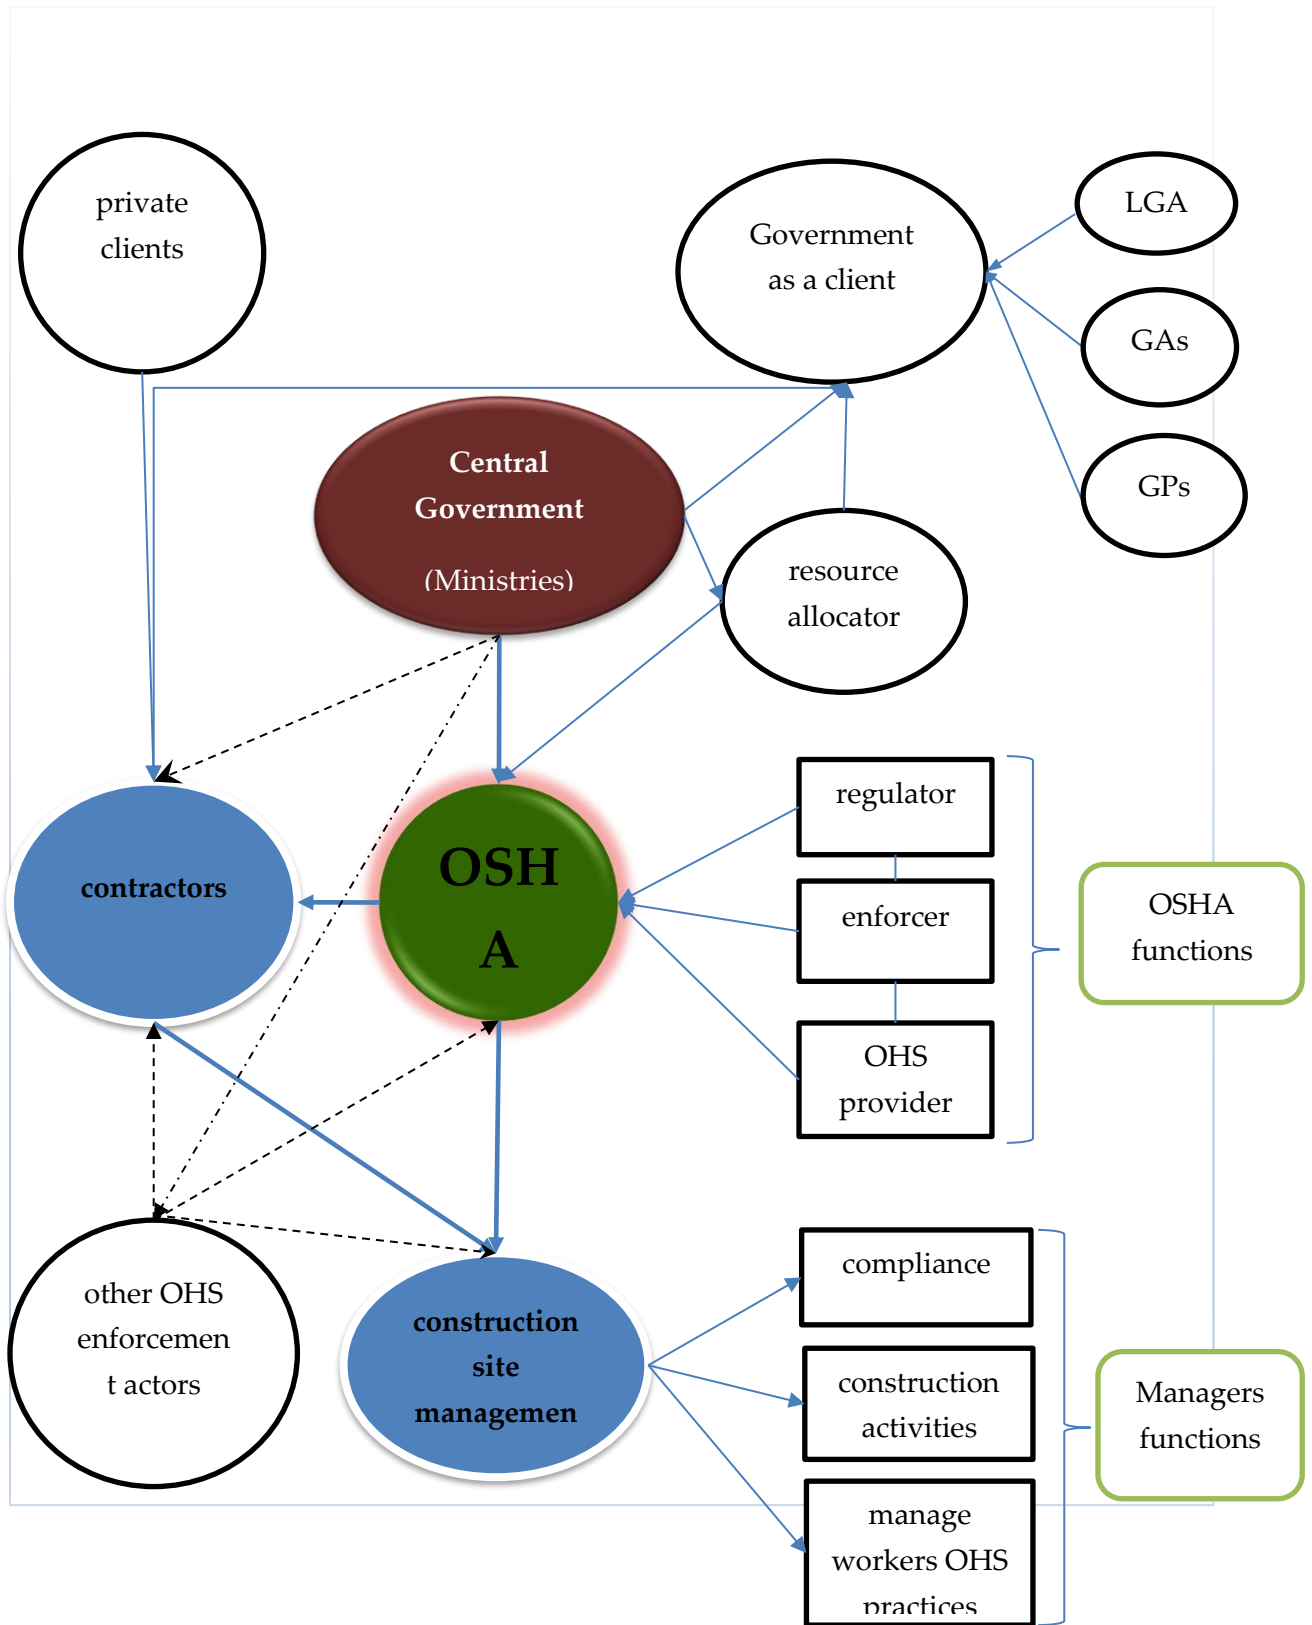 private
clients
Government
as a client
LGA
GAs
GPs
Central
Government
(Ministries)
resource
allocator
contractors
OSH
A
regulator
enforcer
OHS
provider
OSHA
functions
other OHS
enforcemen
t actors
construction
site
managemen
compliance
construction
activities
manage
workers OHS
practices
Managers
functions